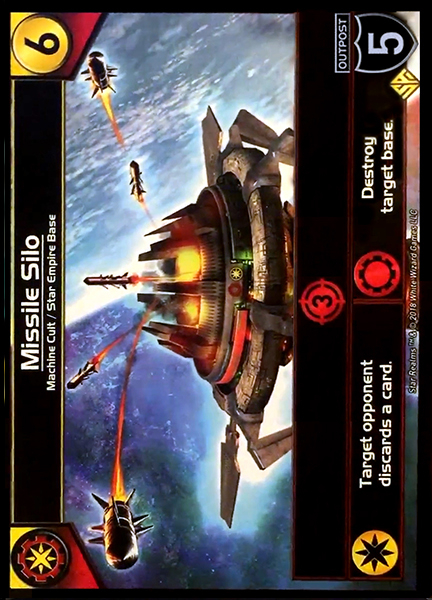 Missile Silo
Machine Cult / Star Empire Base
6
3
Target opponent
discards a card.
Destroy
target base.
OUTPOST
5
Star Realms™ & © 2018 White Wizard Games LLC